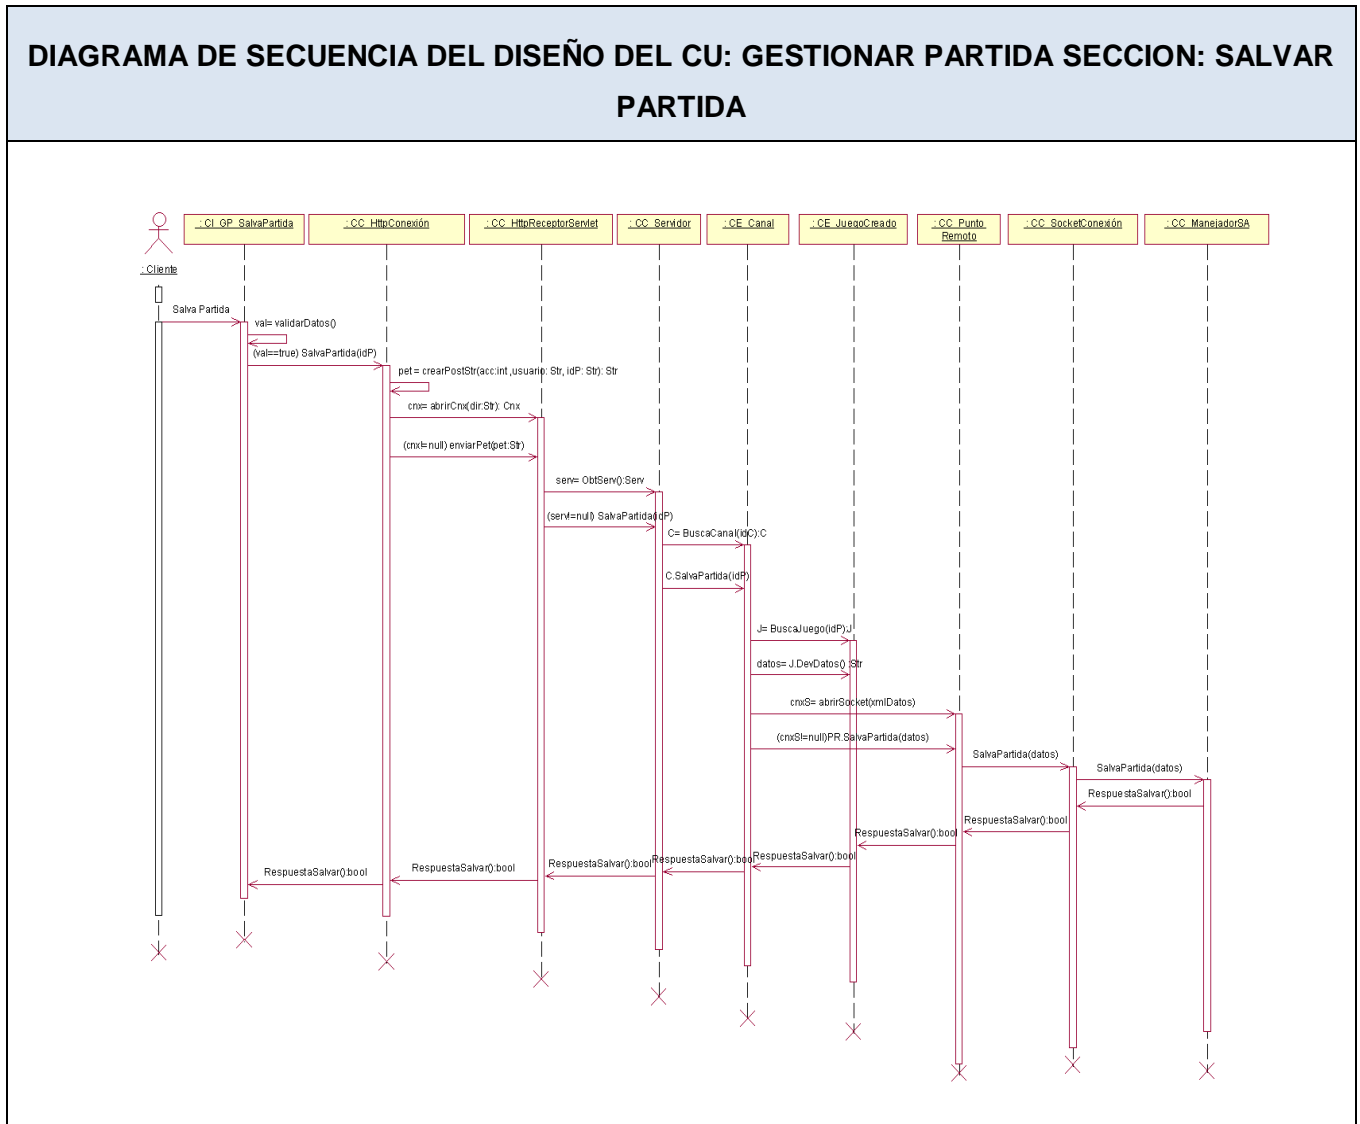 DIAGRAMA DE SECUENCIA DEL DISEÑO DEL CU: GESTIONAR PARTIDA SECCION: SALVAR
PARTIDA
: Cliente
: CI_GP_SalvaPartida
: CC_HttpConexión
: CC_HttpReceptorServlet
: CC_Servidor
: CE_Canal
: CE_JuegoCreado
: CC_Punto
Remoto
: CC_SocketConexión
: CC_ManejadorSA
Salva Partida
val= validarDatos()
(val==true) SalvaPartida(idP)
pet = crearPostStr(acc:int ,usuario: Str, idP: Str): Str
cnx= abrirCnx(dir:Str): Cnx
(cnx!=null) enviarPet(pet:Str)
serv= ObtServ():Serv
(serv!=null) SalvaPartida(idP)
C= BuscaCanal(idC):C
C.SalvaPartida(idP)
J= BuscaJuego(idP):J
datos= J.DevDatos() :Str
cnxS= abrirSocket(xmlDatos)
(cnxS!=null)PR.SalvaPartida(datos)
SalvaPartida(datos)
SalvaPartida(datos)
RespuestaSalvar():bool
RespuestaSalvar():bool
RespuestaSalvar():bool
RespuestaSalvar():bool
RespuestaSalvar():bool
RespuestaSalvar():bool
RespuestaSalvar():bool
RespuestaSalvar():bool